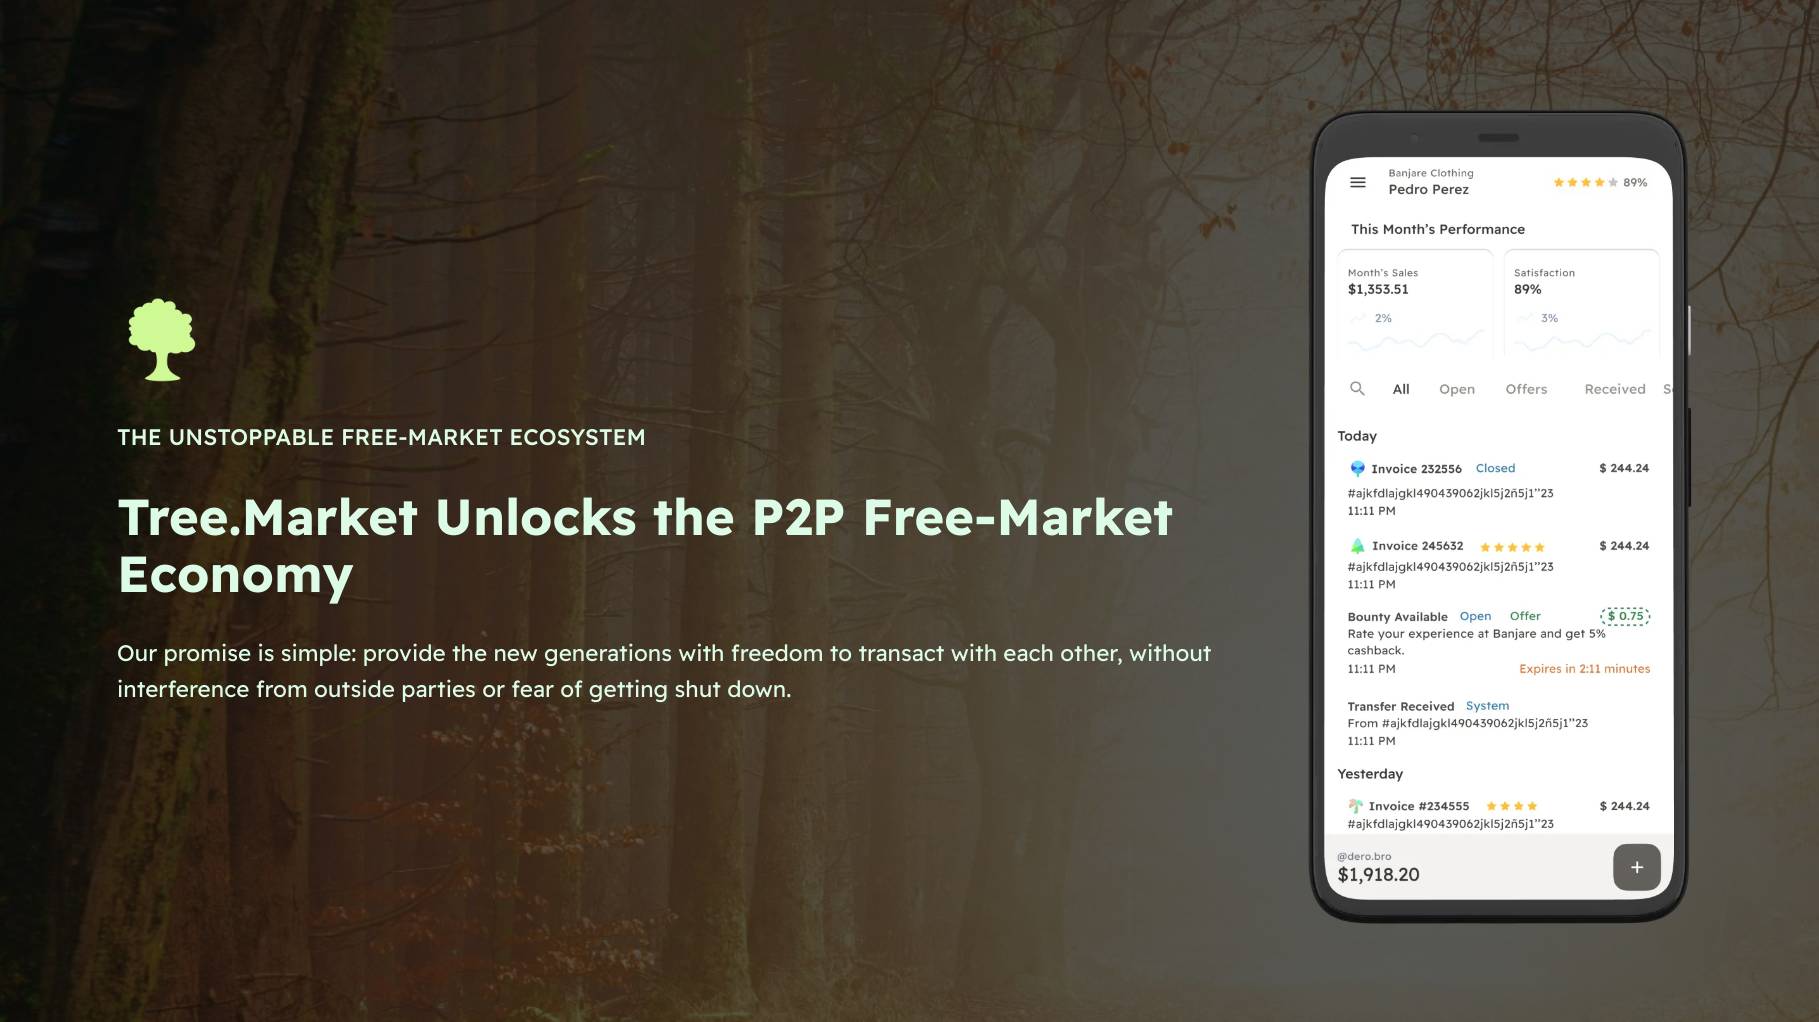 THE UNSTOPPABLE FREE-MARKET ECOSYSTEM
Tree.Market Unlocks the P2P Free-Market
Economy
Our promise is simple: provide the new generations with freedom to transact with each other, without
interference from outside parties or fear of getting shut down.
Banjare Clothing
Pedro Perez
89%
This Month’s Performance
Month’s Sales
$1,353.51
2%
Satisfaction
89%
3%
All Open Offers Received
Today
Invoice 232556 Closed $ 244.24
#ajkfdlajgkl490439062jkl5j2ñ5j1’’23
11:11 PM
Invoice 245632 $ 244.24
#ajkfdlajgkl490439062jkl5j2ñ5j1’’23
11:11 PM
Bounty Available Open Offer $ 0.75
Rate your experience at Banjare and get 5%
cashback.
11:11 PM Expires in 2:11 minutes
Transfer Received System
From #ajkfdlajgkl490439062jkl5j2ñ5j1’’23
11:11 PM
Yesterday
Invoice #234555 $ 244.24
#ajkfdlajgkl490439062jkl5j2ñ5j1’’23
@dero.bro
$1,918.20
+